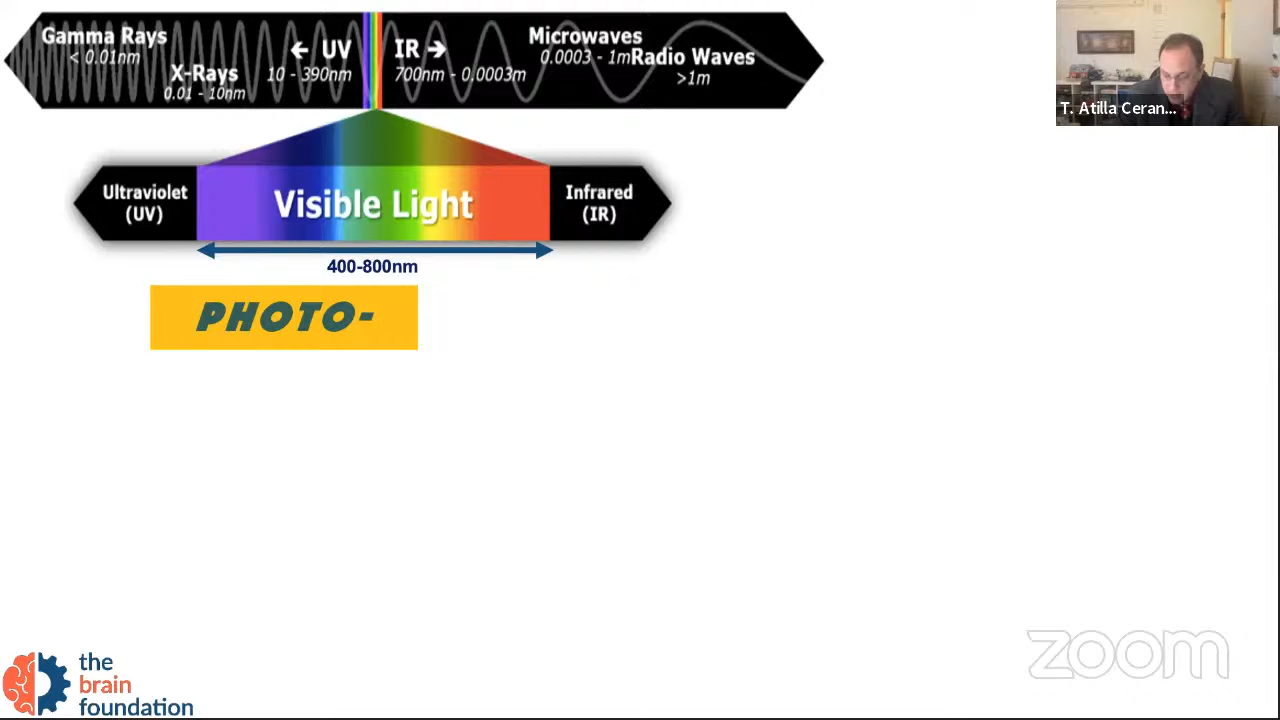 Gamma Rays
< 0.01nm
X-Rays
0.01 - 10nm
← UV
10 - 390nm
IR →
700nm - 0.0003m
Microwaves
0.0003 - 1m
Radio Waves
>1m
Ultraviolet
(UV)
Visible Light
Infrared
(IR)
400-800nm
PHOTO-
T. Atilla Ceran...
zoom
the
brain
foundation